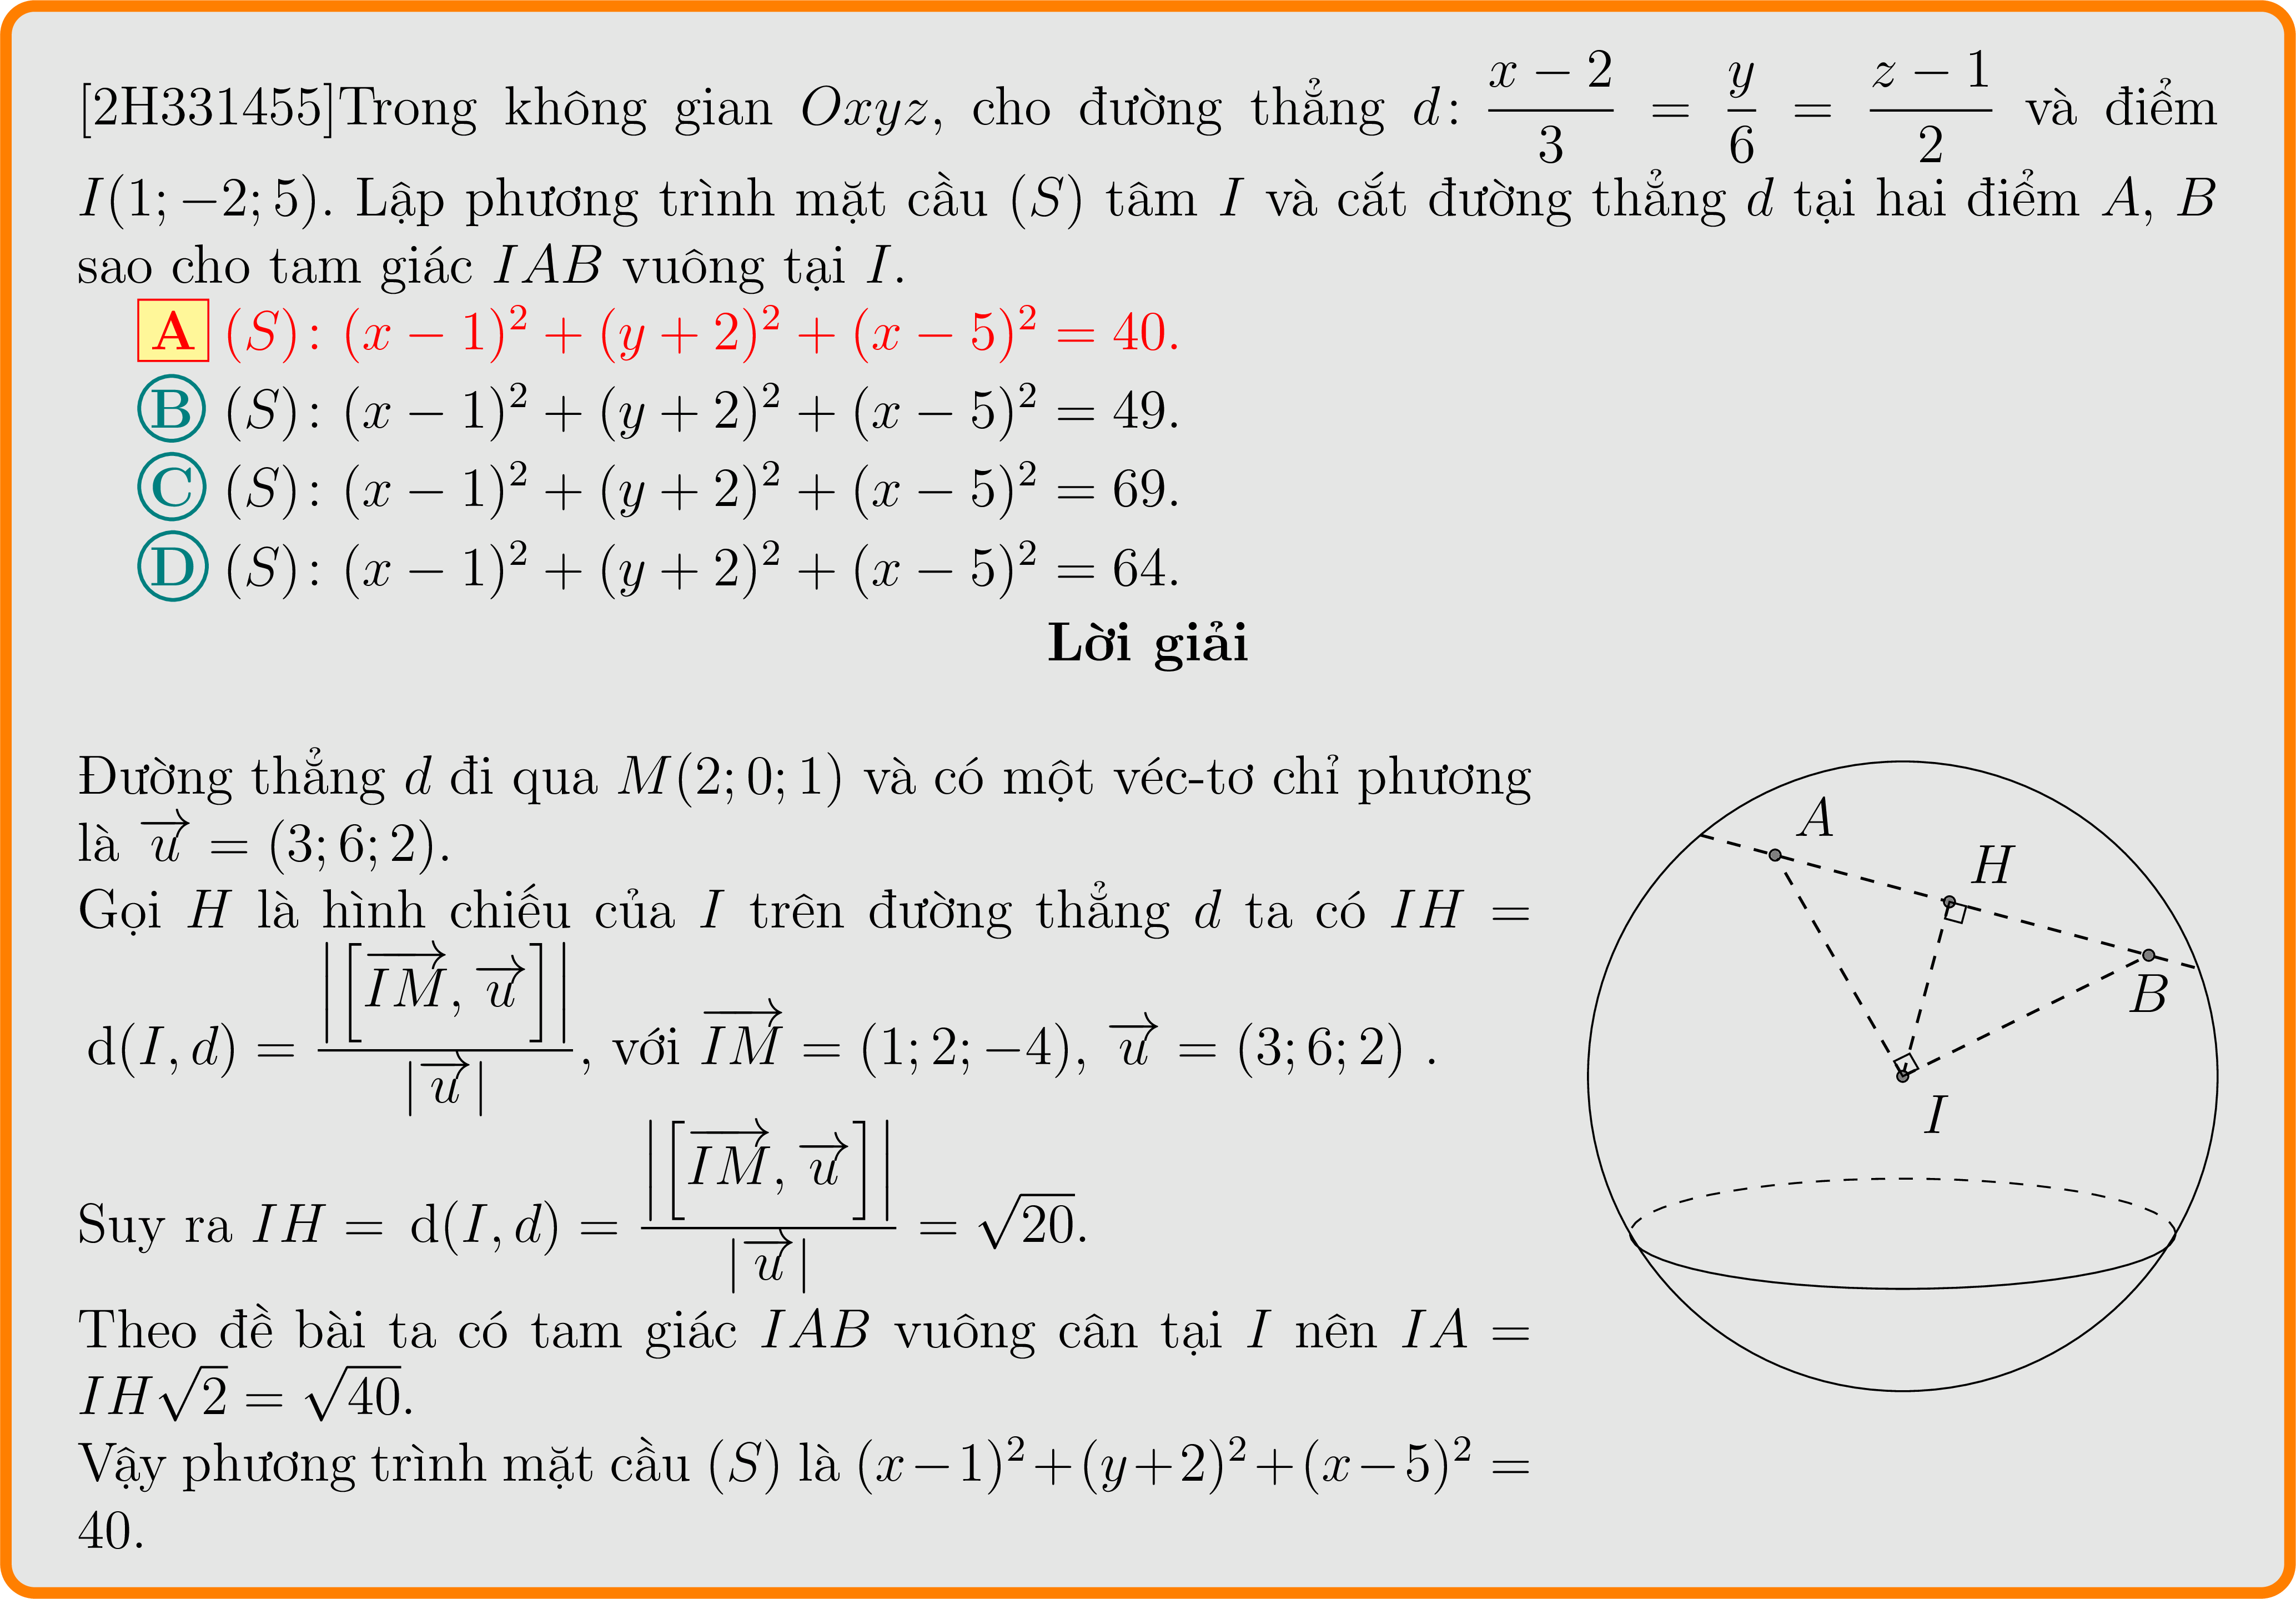 [2H331455]Trong không gian $Oxyz$, cho đường thẳng $d\colon \dfrac{x-2}{3} = \dfrac{y}{6} = \dfrac{z-1}{2}$ và điểm
$I(1;-2;5)$. Lập phương trình mặt cầu $(S)$ tâm $I$ và cắt đường thẳng $d$ tại hai điểm $A$, $B$
sao cho tam giác $IAB$ vuông tại $I$.
A $(S)\colon (x-1)^2+(y+2)^2+(x-5)^2=40$.
B $(S)\colon (x-1)^2+(y+2)^2+(x-5)^2=49$.
C $(S)\colon (x-1)^2+(y+2)^2+(x-5)^2=69$.
D $(S)\colon (x-1)^2+(y+2)^2+(x-5)^2=64$.
Lời giải
Đường thẳng $d$ đi qua $M(2;0;1)$ và có một véc-tơ chỉ phương
là $\overrightarrow{u}=(3;6;2)$.
Gọi $H$ là hình chiếu của $I$ trên đường thẳng $d$ ta có $IH=$
$\mathrm{d}(I,d)=\dfrac{\left|\left[\overrightarrow{IM},\overrightarrow{u}\right]\right|}{|\overrightarrow{u}|}$, với $\overrightarrow{IM}=(1;2;-4)$, $\overrightarrow{u}=(3;6;2)$ .
Suy ra $IH=\mathrm{d}(I,d)=\dfrac{\left|\left[\overrightarrow{IM},\overrightarrow{u}\right]\right|}{|\overrightarrow{u}|}=\sqrt{20}$.
Theo đề bài ta có tam giác $IAB$ vuông cân tại $I$ nên $IA=$
$IH\sqrt{2}=\sqrt{40}$.
Vậy phương trình mặt cầu $(S)$ là $(x-1)^2+(y+2)^2+(x-5)^2=$
40.
A
H
B
I